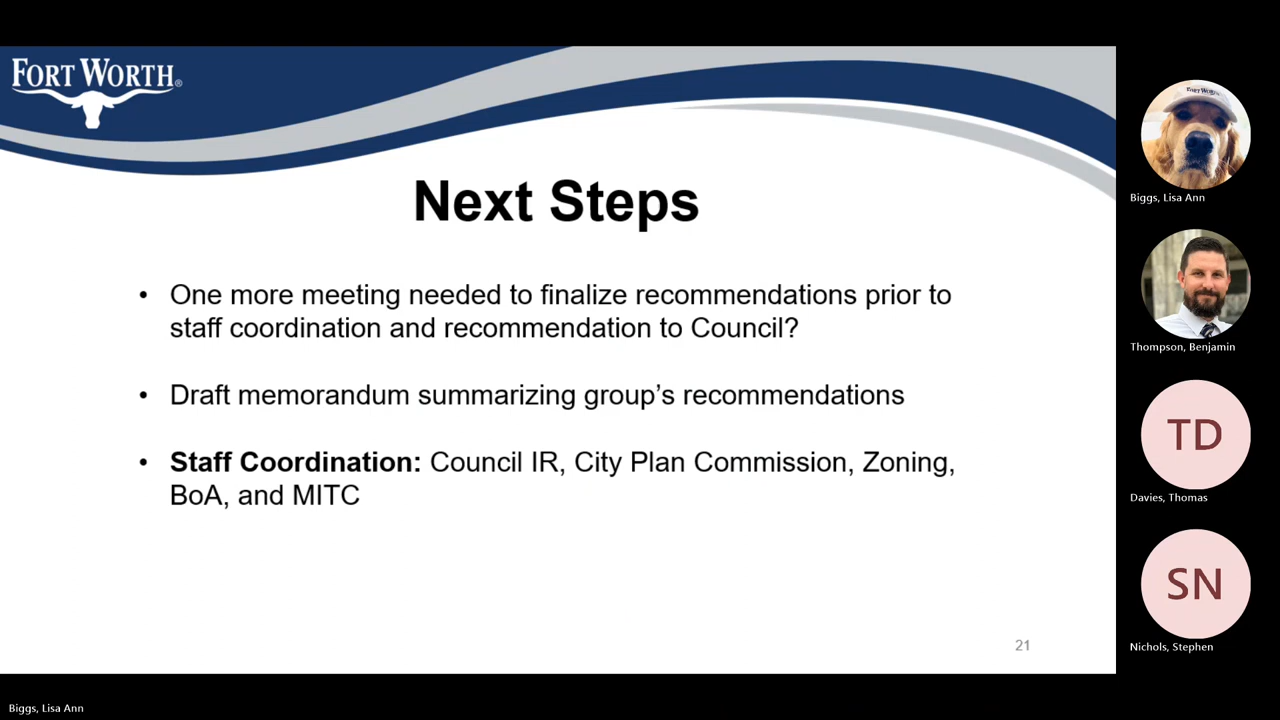 FORT WORTH®
Next Steps
• One more meeting needed to finalize recommendations prior to
staff coordination and recommendation to Council?
• Draft memorandum summarizing group’s recommendations
• Staff Coordination: Council IR, City Plan Commission, Zoning,
BoA, and MITC
21
FORT WORTH
Biggs, Lisa Ann
Thompson, Benjamin
TD
Davies, Thomas
SN
Nichols, Stephen
Biggs, Lisa Ann